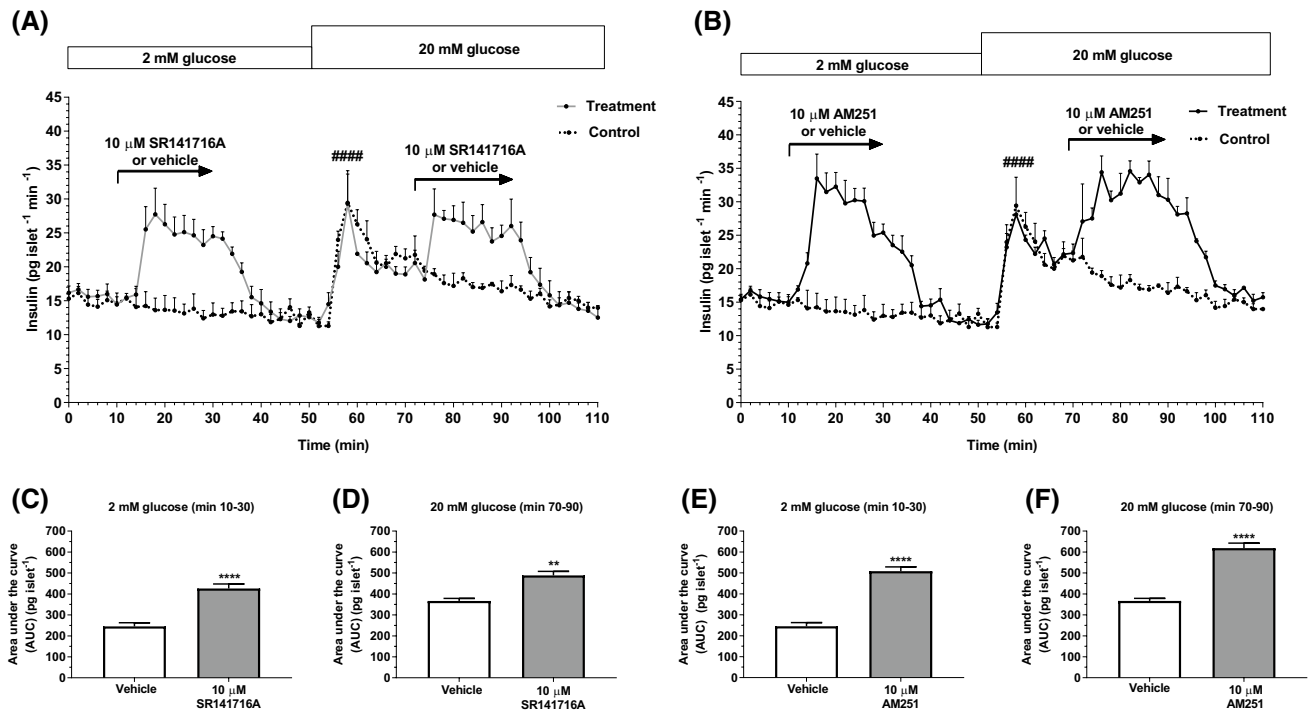 (A)
2 mM glucose
20 mM glucose
45
40
35
30
25
20
15
10
5
0
Insulin (pg islet ⁻¹ min ⁻¹)
10 μM SR141716A
or vehicle
####
10 μM SR141716A
or vehicle
Treatment
Control
0
10
20
30
40
50
60
70
80
90
100
110
Time (min)
(B)
2 mM glucose
20 mM glucose
45
40
35
30
25
20
15
10
5
0
Insulin (pg islet ⁻¹ min ⁻¹)
10 μM AM251
or vehicle
####
10 μM AM251
or vehicle
Treatment
Control
0
10
20
30
40
50
60
70
80
90
100
110
Time (min)
(C)
2 mM glucose (min 10-30)
700
600
500
400
300
200
100
0
Area under the curve
(AUC) (pg islet⁻¹)
****
Vehicle
10 μM
SR141716A
(D)
20 mM glucose (min 70-90)
700
600
500
400
300
200
100
0
Area under the curve
(AUC) (pg islet⁻¹)
**
Vehicle
10 μM
SR141716A
(E)
2 mM glucose (min 10-30)
700
600
500
400
300
200
100
0
Area under the curve
(AUC) (pg islet⁻¹)
****
Vehicle
10 μM
AM251
(F)
20 mM glucose (min 70-90)
700
600
500
400
300
200
100
0
Area under the curve
(AUC) (pg islet⁻¹)
****
Vehicle
10 μM
AM251